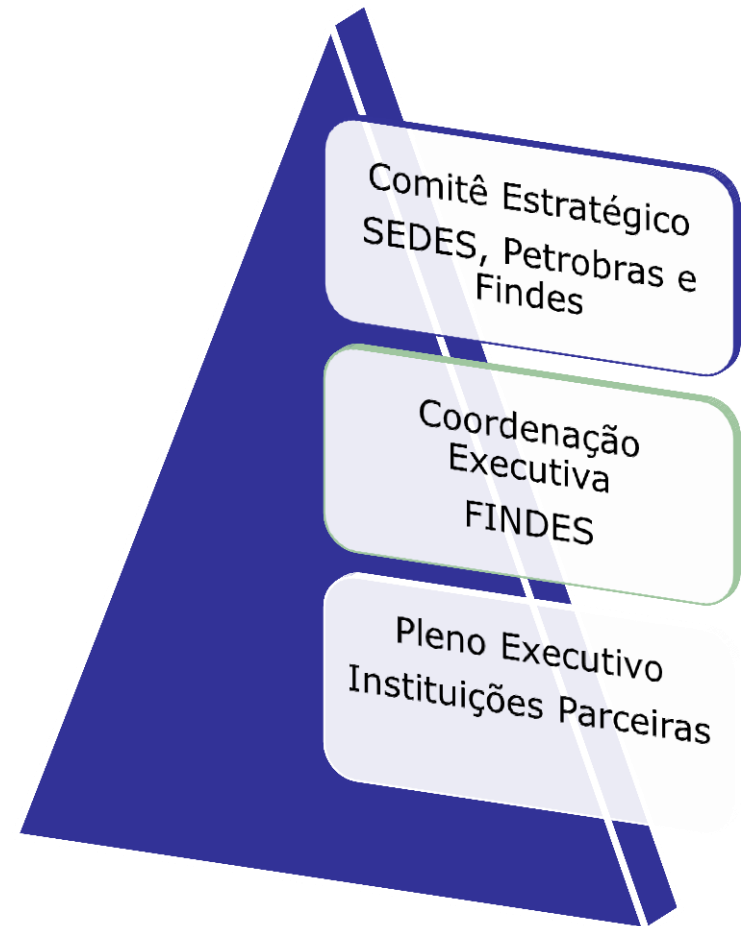 Comitê Estratégico
SEDES, Petrobras e
Findes
Coordenação
Executiva
FINDES
Pleno Executivo
Instituições Parceiras